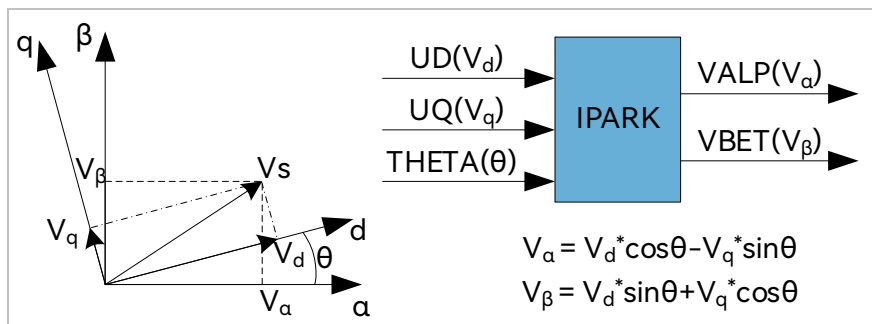 q
β
Vβ
Vs
Vq
Vd
d
θ
Vα
α
UD(Vd)
UQ(Vq)
THETA(θ)
IPARK
VALP(Vα)
VBET(Vβ)
Vα = Vd*cosθ-Vq*sinθ
Vβ = Vd*sinθ+Vq*cosθ